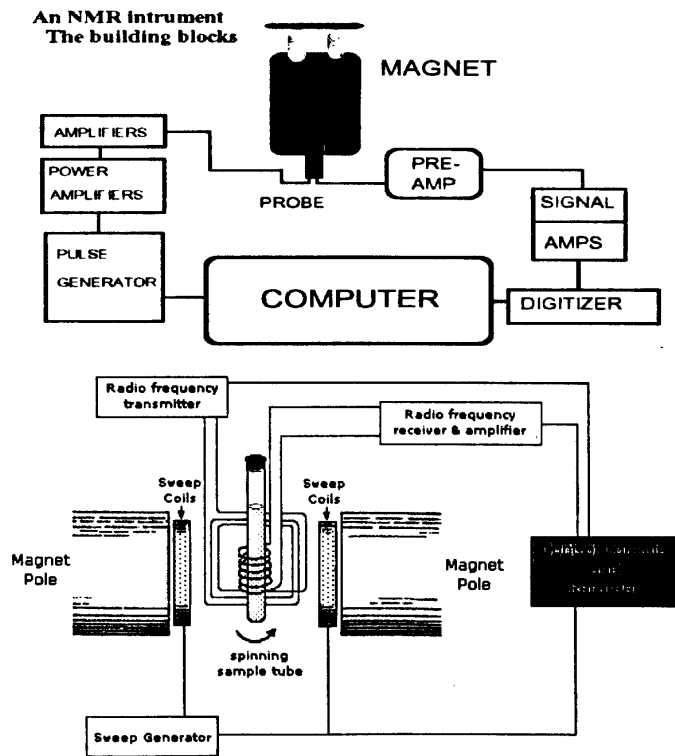 An NMR intrument
The building blocks
MAGNET
AMPLIFIERS
POWER
AMPLIFIERS
PULSE
GENERATOR
PROBE
PRE-
AMP
SIGNAL
AMPS
COMPUTER
DIGITIZER
Radio frequency
transmitter
Radio frequency
receiver & amplifier
Sweep
Coils
Sweep
Coils
Magnet
Pole
Magnet
Pole
spinning
sample tube
Sweep Generator